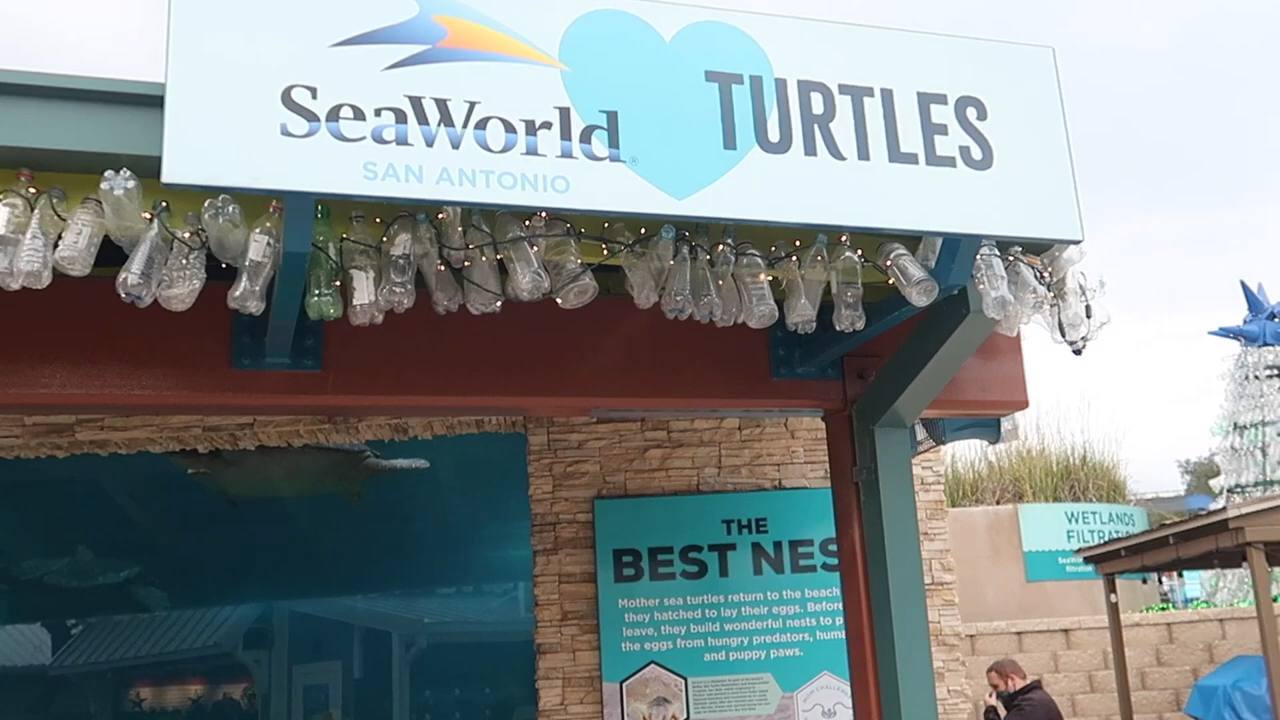 SeaWorld®
SAN ANTONIO
TURTLES
THE
BEST NES
Mother sea turtles return to the beach
they hatched to lay their eggs. Before
leave, they build wonderful nests to p
the eggs from hungry predators, huma
and puppy paws.
WETLANDS
FILTRATIO